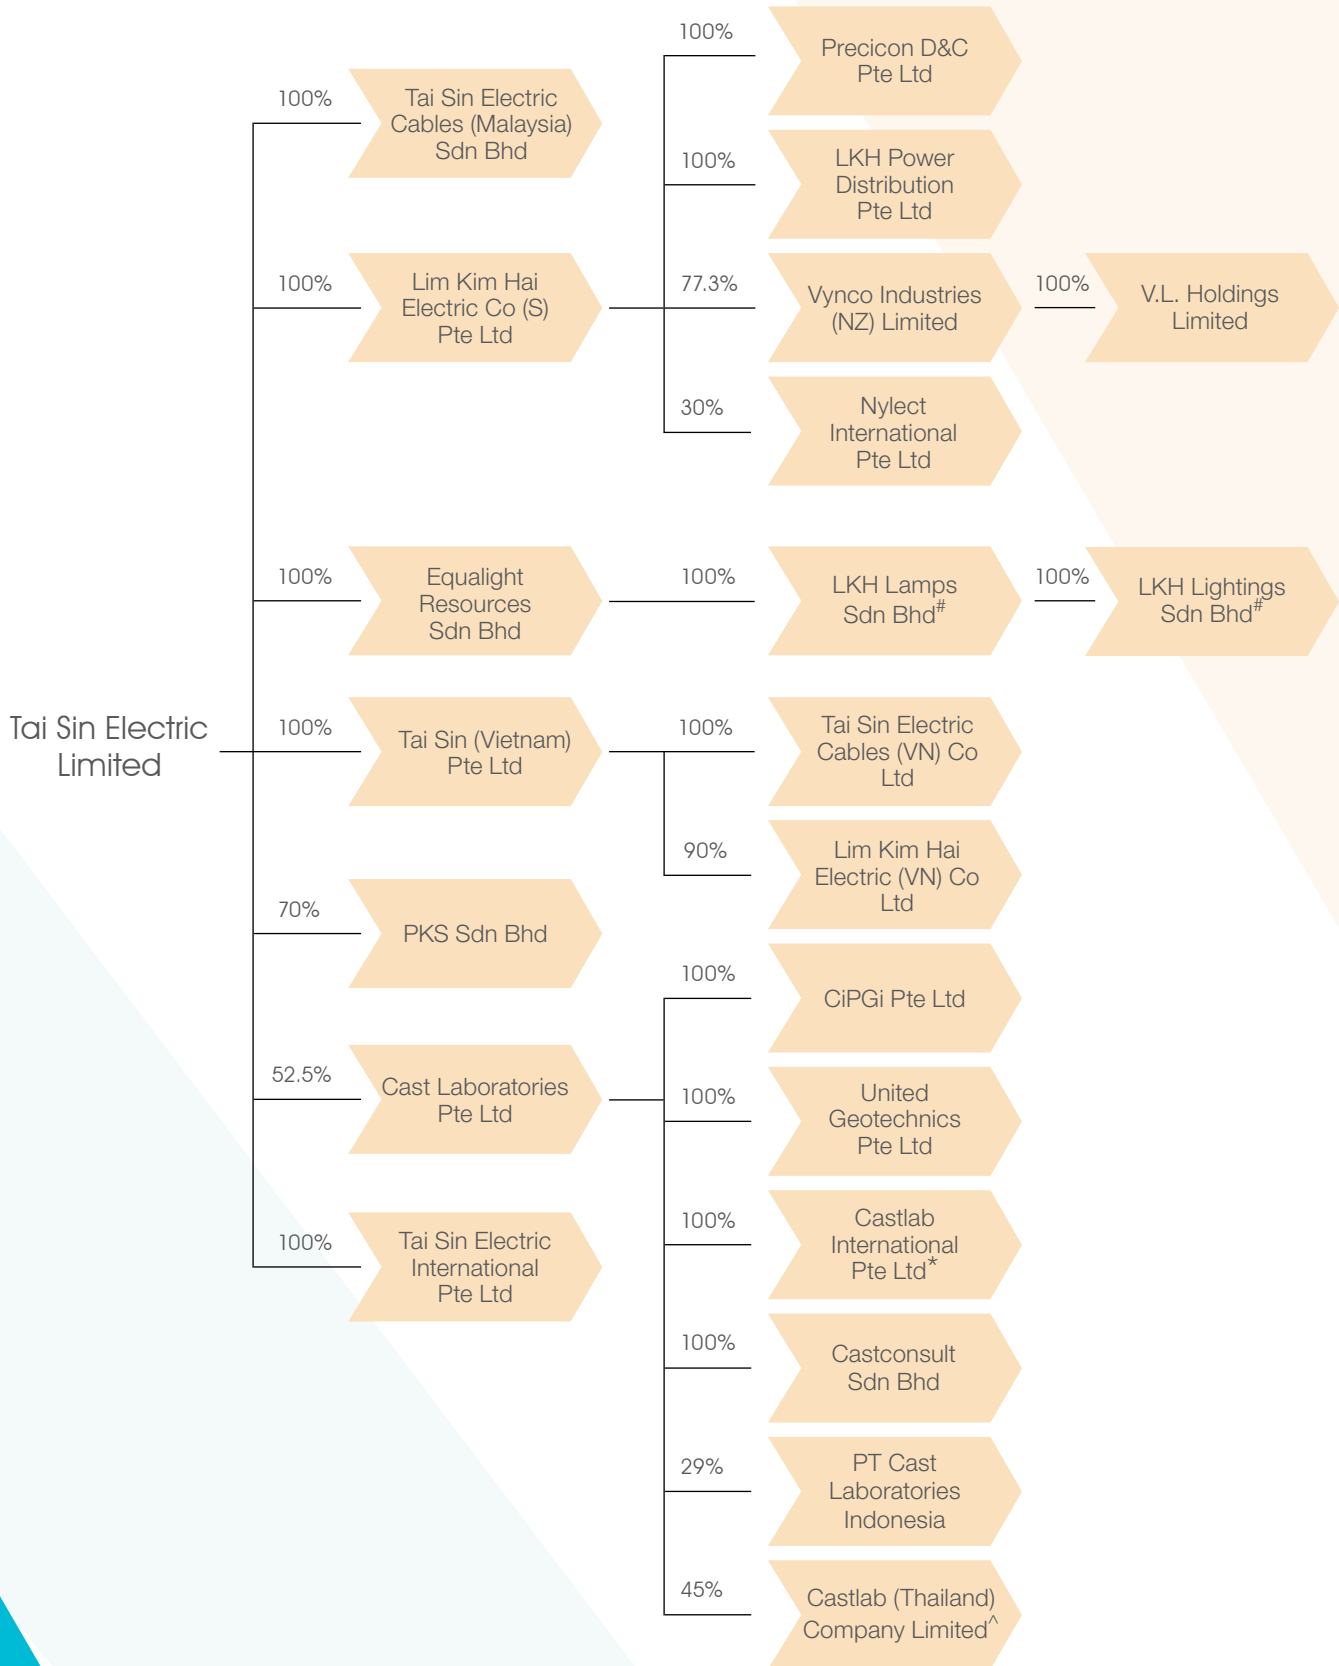 Tai Sin Electric
Limited
100%
Tai Sin Electric
Cables (Malaysia)
Sdn Bhd
100%
Lim Kim Hai
Electric Co (S)
Pte Ltd
100%
Precicon D&C
Pte Ltd
100%
LKH Power
Distribution
Pte Ltd
77.3%
Vynco Industries
(NZ) Limited
100%
V.L. Holdings
Limited
30%
Nylect
International
Pte Ltd
100%
Equalight
Resources
Sdn Bhd
100%
LKH Lamps
Sdn Bhd#
100%
LKH Lightings
Sdn Bhd#
100%
Tai Sin (Vietnam)
Pte Ltd
100%
Tai Sin Electric
Cables (VN) Co
Ltd
90%
Lim Kim Hai
Electric (VN) Co
Ltd
70%
PKS Sdn Bhd
52.5%
Cast Laboratories
Pte Ltd
100%
CiPGi Pte Ltd
100%
United
Geotechnics
Pte Ltd
100%
Castlab
International
Pte Ltd*
100%
Castconsult
Sdn Bhd
29%
PT Cast
Laboratories
Indonesia
45%
Castlab (Thailand)
Company Limited^
100%
Tai Sin Electric
International
Pte Ltd